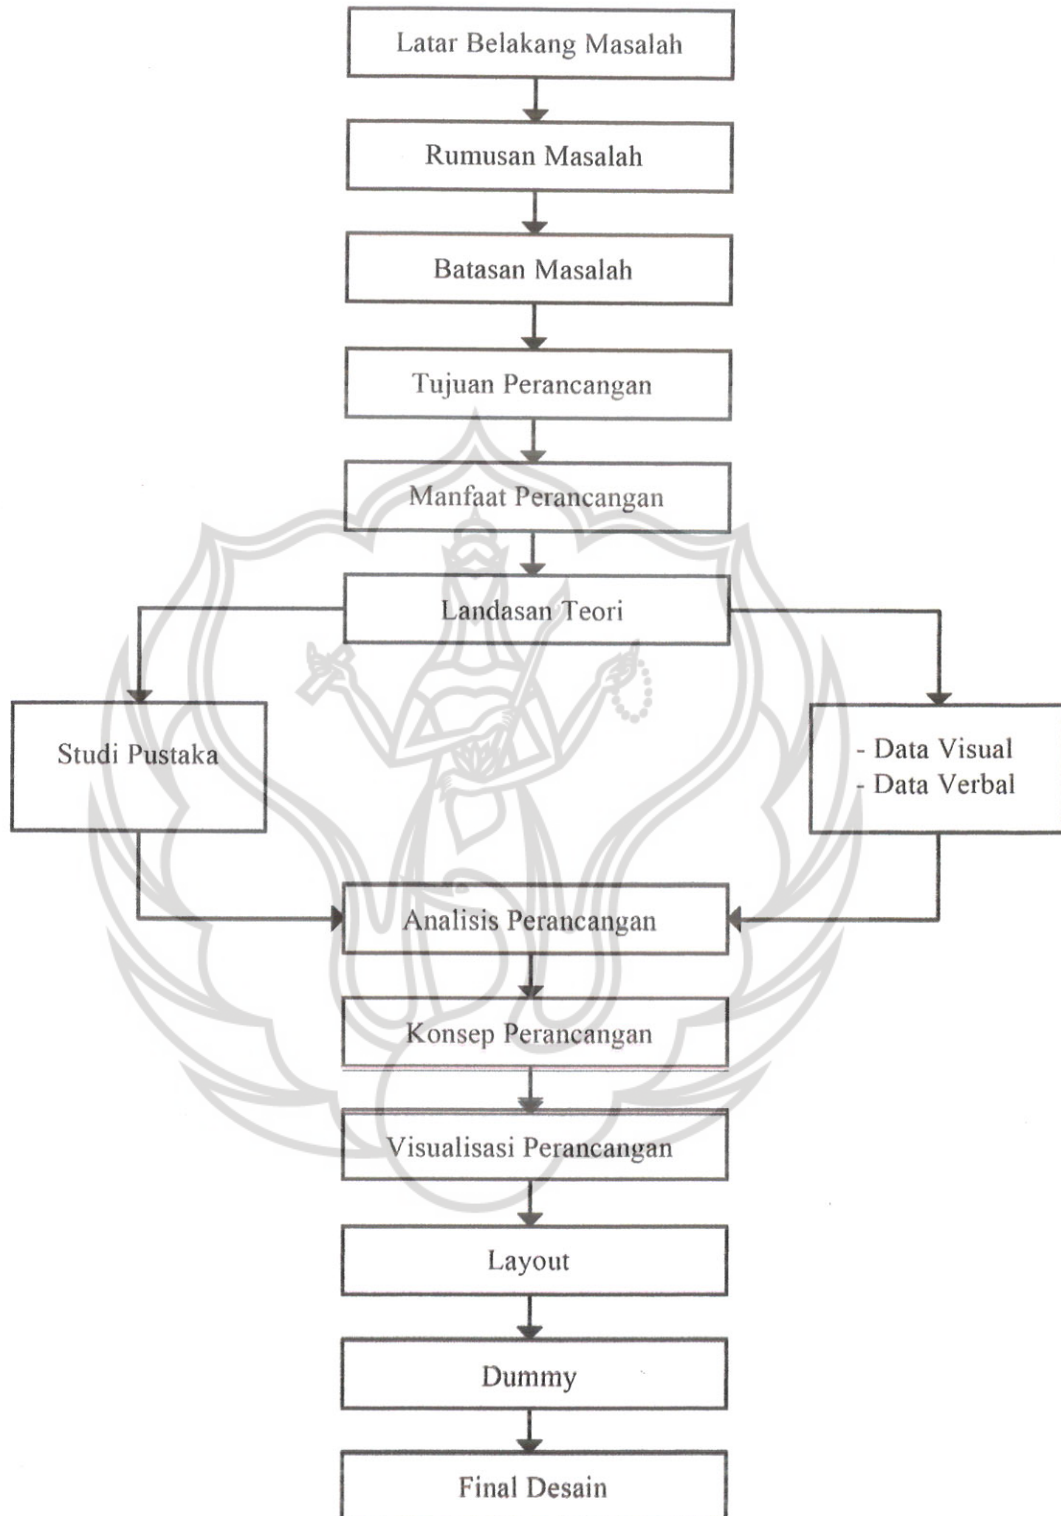 Latar Belakang Masalah
Rumusan Masalah
Batasan Masalah
Tujuan Perancangan
Manfaat Perancangan
Landasan Teori
Studi Pustaka
- Data Visual
- Data Verbal
Analisis Perancangan
Konsep Perancangan
Visualisasi Perancangan
Layout
Dummy
Final Desain